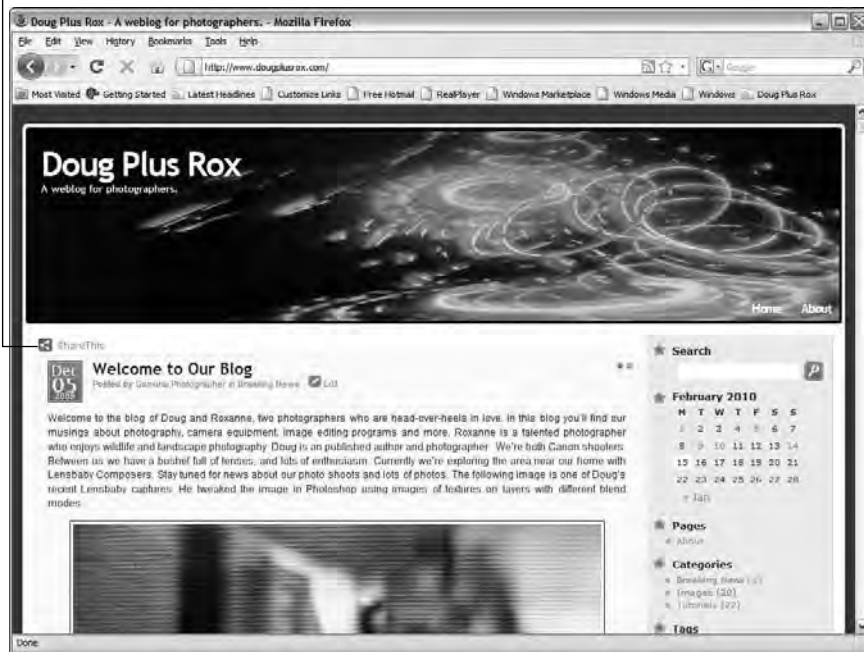 Doug Plus Rox - A weblog for photographers. - Mozilla Firefox
File Edit View History Bookmarks Tools Help
http://www.dougplusrox.com/
G Google
Most Visited Getting Started Latest Headlines Customize Links Free Hotmail RealPlayer Windows Marketplace Windows Media Windows Doug Plus Rox
Doug Plus Rox
A weblog for photographers.
Home About
ShareThis
Dec
05
2009
Welcome to Our Blog
Posted by Genuine Photographer in Breaking News Edit
Welcome to the blog of Doug and Roxanne, two photographers who are head-over-heels in love. In this blog you'll find our
musings about photography, camera equipment, image editing programs and more. Roxanne is a talented photographer
who enjoys wildlife and landscape photography. Doug is an published author and photographer. We're both Canon shooters.
Between us we have a bushel full of lenses, and lots of enthusiasm. Currently we're exploring the area near our home with
Lensbaby Composers. Stay tuned for news about our photo shoots and lots of photos. The following image is one of Doug's
recent Lensbaby captures. He tweaked the image in Photoshop using images of textures on layers with different blend
modes.
Search
February 2010
M T W T F S S
1 2 3 4 5 6 7
8 9 10 11 12 13 14
15 16 17 18 19 20 21
22 23 24 25 26 27 28
« Jan
Pages
About
Categories
Breaking News
Images (20)
Tutorials (22)
Tags
Done